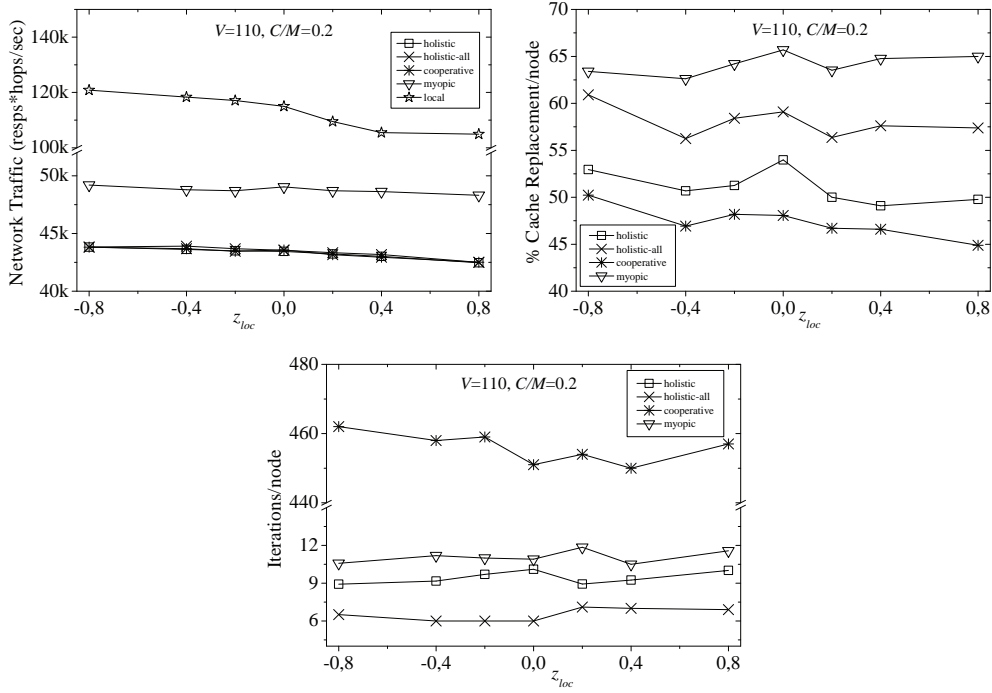 V=110, C/M=0.2
holistic
holistic-all
cooperative
myopic
local
140k
120k
100k
50k
45k
40k
Network Traffic (resps*hops/sec)
-0,8 -0,4 0,0 0,4 0,8
z_loc
V=110, C/M=0.2
holistic
holistic-all
cooperative
myopic
70
65
60
55
50
45
40
% Cache Replacement/node
-0,8 -0,4 0,0 0,4 0,8
z_loc
V=110, C/M=0.2
holistic
holistic-all
cooperative
myopic
480
460
440
12
9
6
Iterations/node
-0,8 -0,4 0,0 0,4 0,8
z_loc